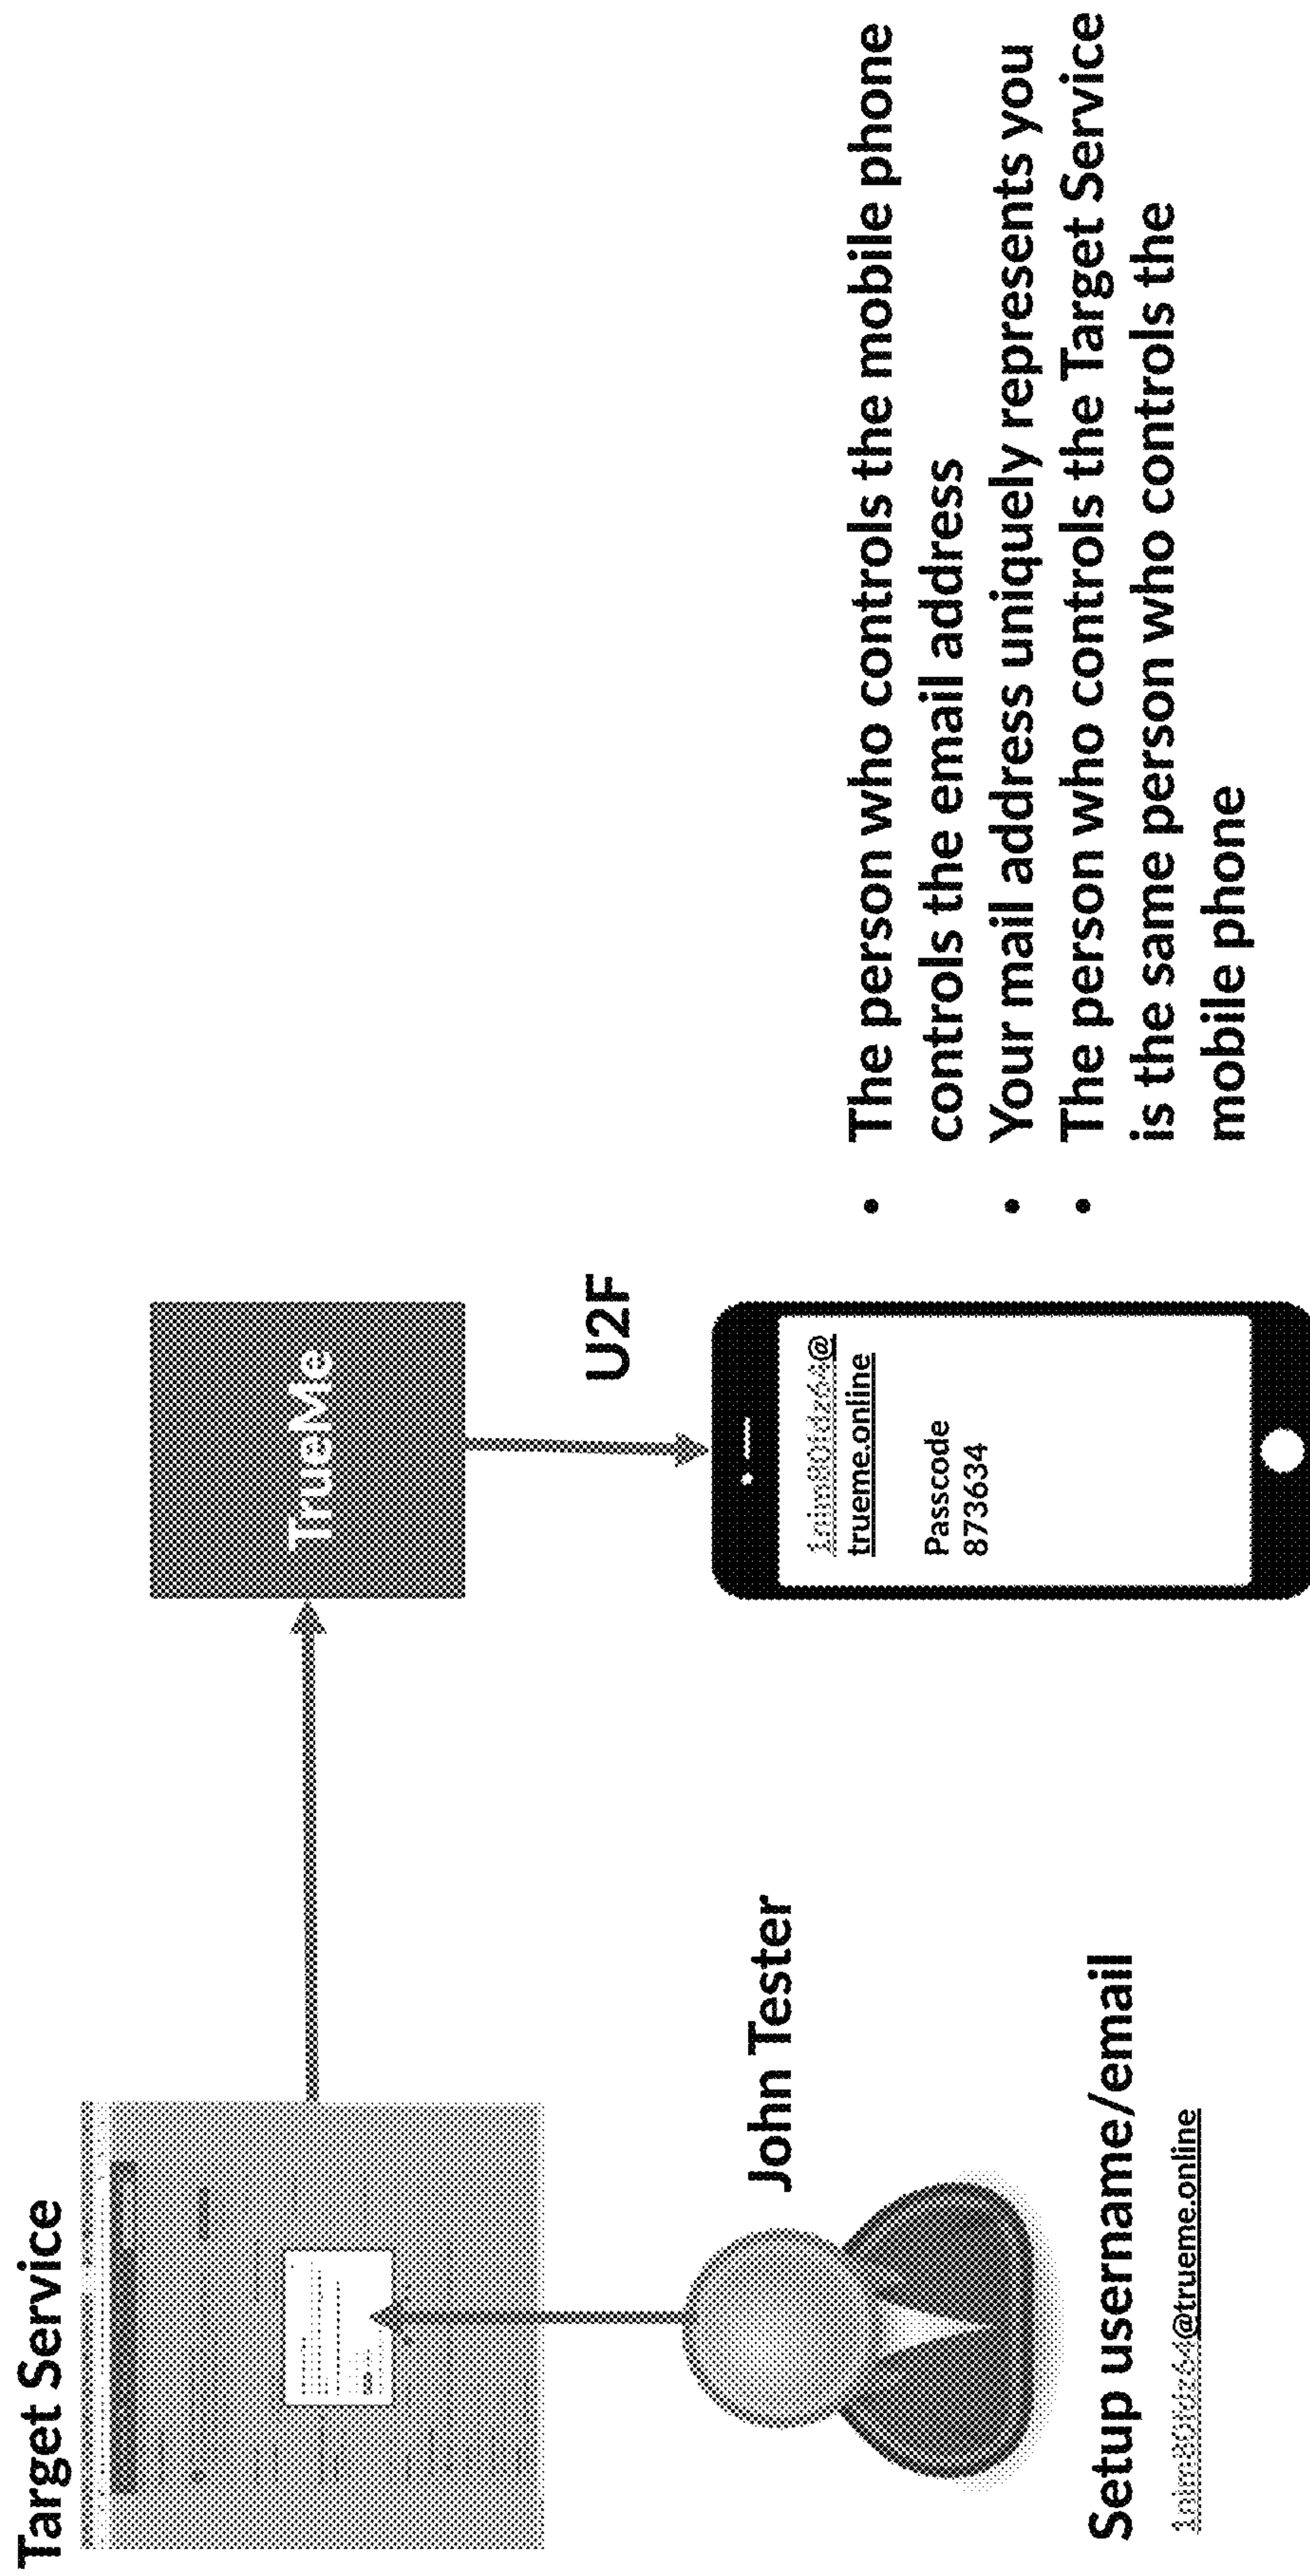 Target Service
TrueMe
U2F
John Tester
@
trueme.online
Passcode
873634
Setup username/email
@trueme.online
• The person who controls the mobile phone
controls the email address
• Your mail address uniquely represents you
• The person who controls the Target Service
is the same person who controls the
mobile phone